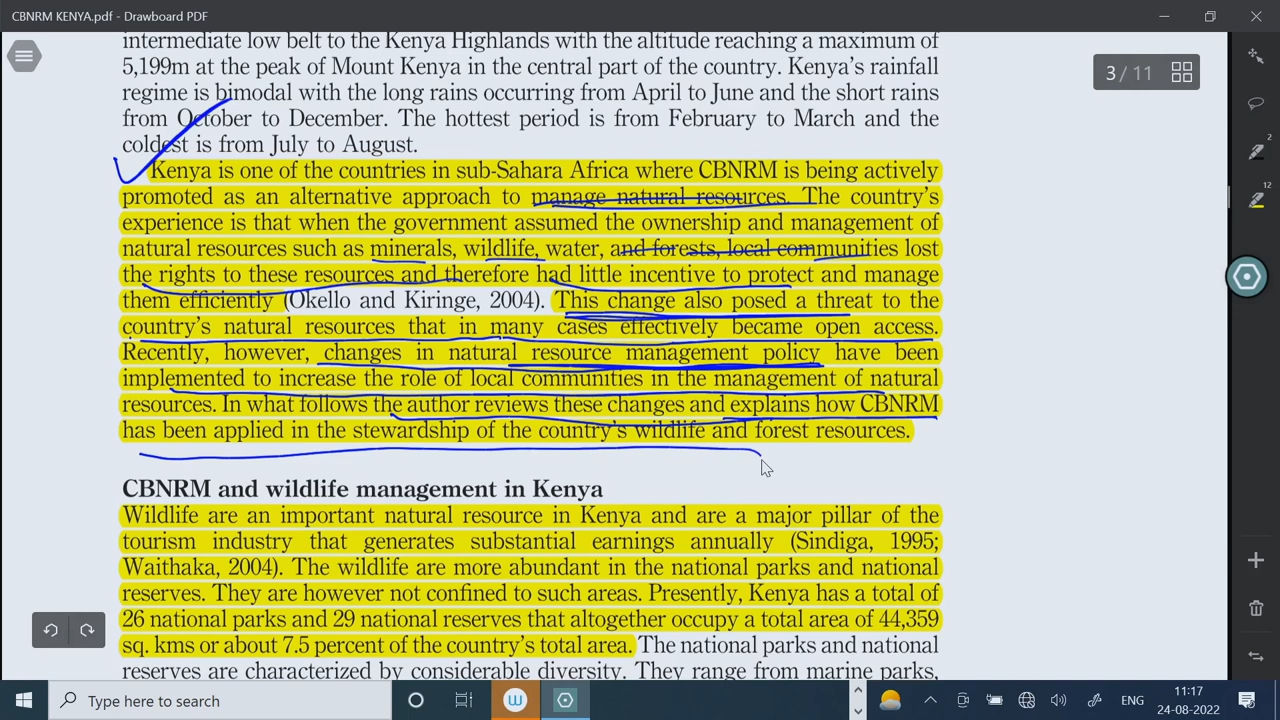 CBNRM KENYA.pdf - Drawboard PDF
3 / 11
intermediate low belt to the Kenya Highlands with the altitude reaching a maximum of
5,199m at the peak of Mount Kenya in the central part of the country. Kenya's rainfall
regime is bimodal with the long rains occurring from April to June and the short rains
from October to December. The hottest period is from February to March and the
coldest is from July to August.
Kenya is one of the countries in sub-Sahara Africa where CBNRM is being actively
promoted as an alternative approach to manage natural resources. The country's
experience is that when the government assumed the ownership and management of
natural resources such as minerals, wildlife, water, and forests, local communities lost
the rights to these resources and therefore had little incentive to protect and manage
them efficiently (Okello and Kiringe, 2004). This change also posed a threat to the
country's natural resources that in many cases effectively became open access.
Recently, however, changes in natural resource management policy have been
implemented to increase the role of local communities in the management of natural
resources. In what follows the author reviews these changes and explains how CBNRM
has been applied in the stewardship of the country's wildlife and forest resources.
CBNRM and wildlife management in Kenya
Wildlife are an important natural resource in Kenya and are a major pillar of the
tourism industry that generates substantial earnings annually (Sindiga, 1995;
Waithaka, 2004). The wildlife are more abundant in the national parks and national
reserves. They are however not confined to such areas. Presently, Kenya has a total of
26 national parks and 29 national reserves that altogether occupy a total area of 44,359
sq. kms or about 7.5 percent of the country's total area. The national parks and national
reserves are characterized by considerable diversity. They range from marine parks,
2
12
Type here to search
ENG
11:17
24-08-2022